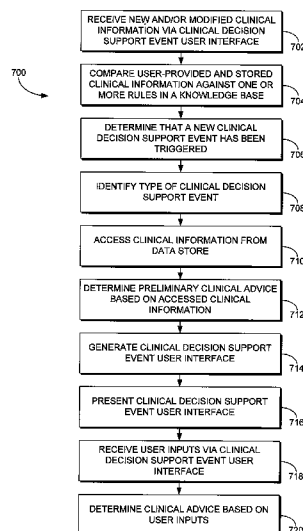 RECEIVE NEW AND/OR MODIFIED CLINICAL
INFORMATION VIA CLINICAL DECISION
SUPPORT EVENT USER INTERFACE
702
700
COMPARE USER-PROVIDED AND STORED
CLINICAL INFORMATION AGAINST ONE OR
MORE RULES IN A KNOWLEDGE BASE
704
DETERMINE THAT A NEW CLINICAL
DECISION SUPPORT EVENT HAS BEEN
TRIGGERED
706
IDENTIFY TYPE OF CLINICAL DECISION
SUPPORT EVENT
708
ACCESS CLINICAL INFORMATION FROM
DATA STORE
710
DETERMINE PRELIMINARY CLINICAL ADVICE
BASED ON ACCESSED CLINICAL
INFORMATION
712
GENERATE CLINICAL DECISION SUPPORT
EVENT USER INTERFACE
714
PRESENT CLINICAL DECISION SUPPORT
EVENT USER INTERFACE
716
RECEIVE USER INPUTS VIA CLINICAL
DECISION SUPPORT EVENT USER
INTERFACE
718
DETERMINE CLINICAL ADVICE BASED ON
USER INPUTS
720